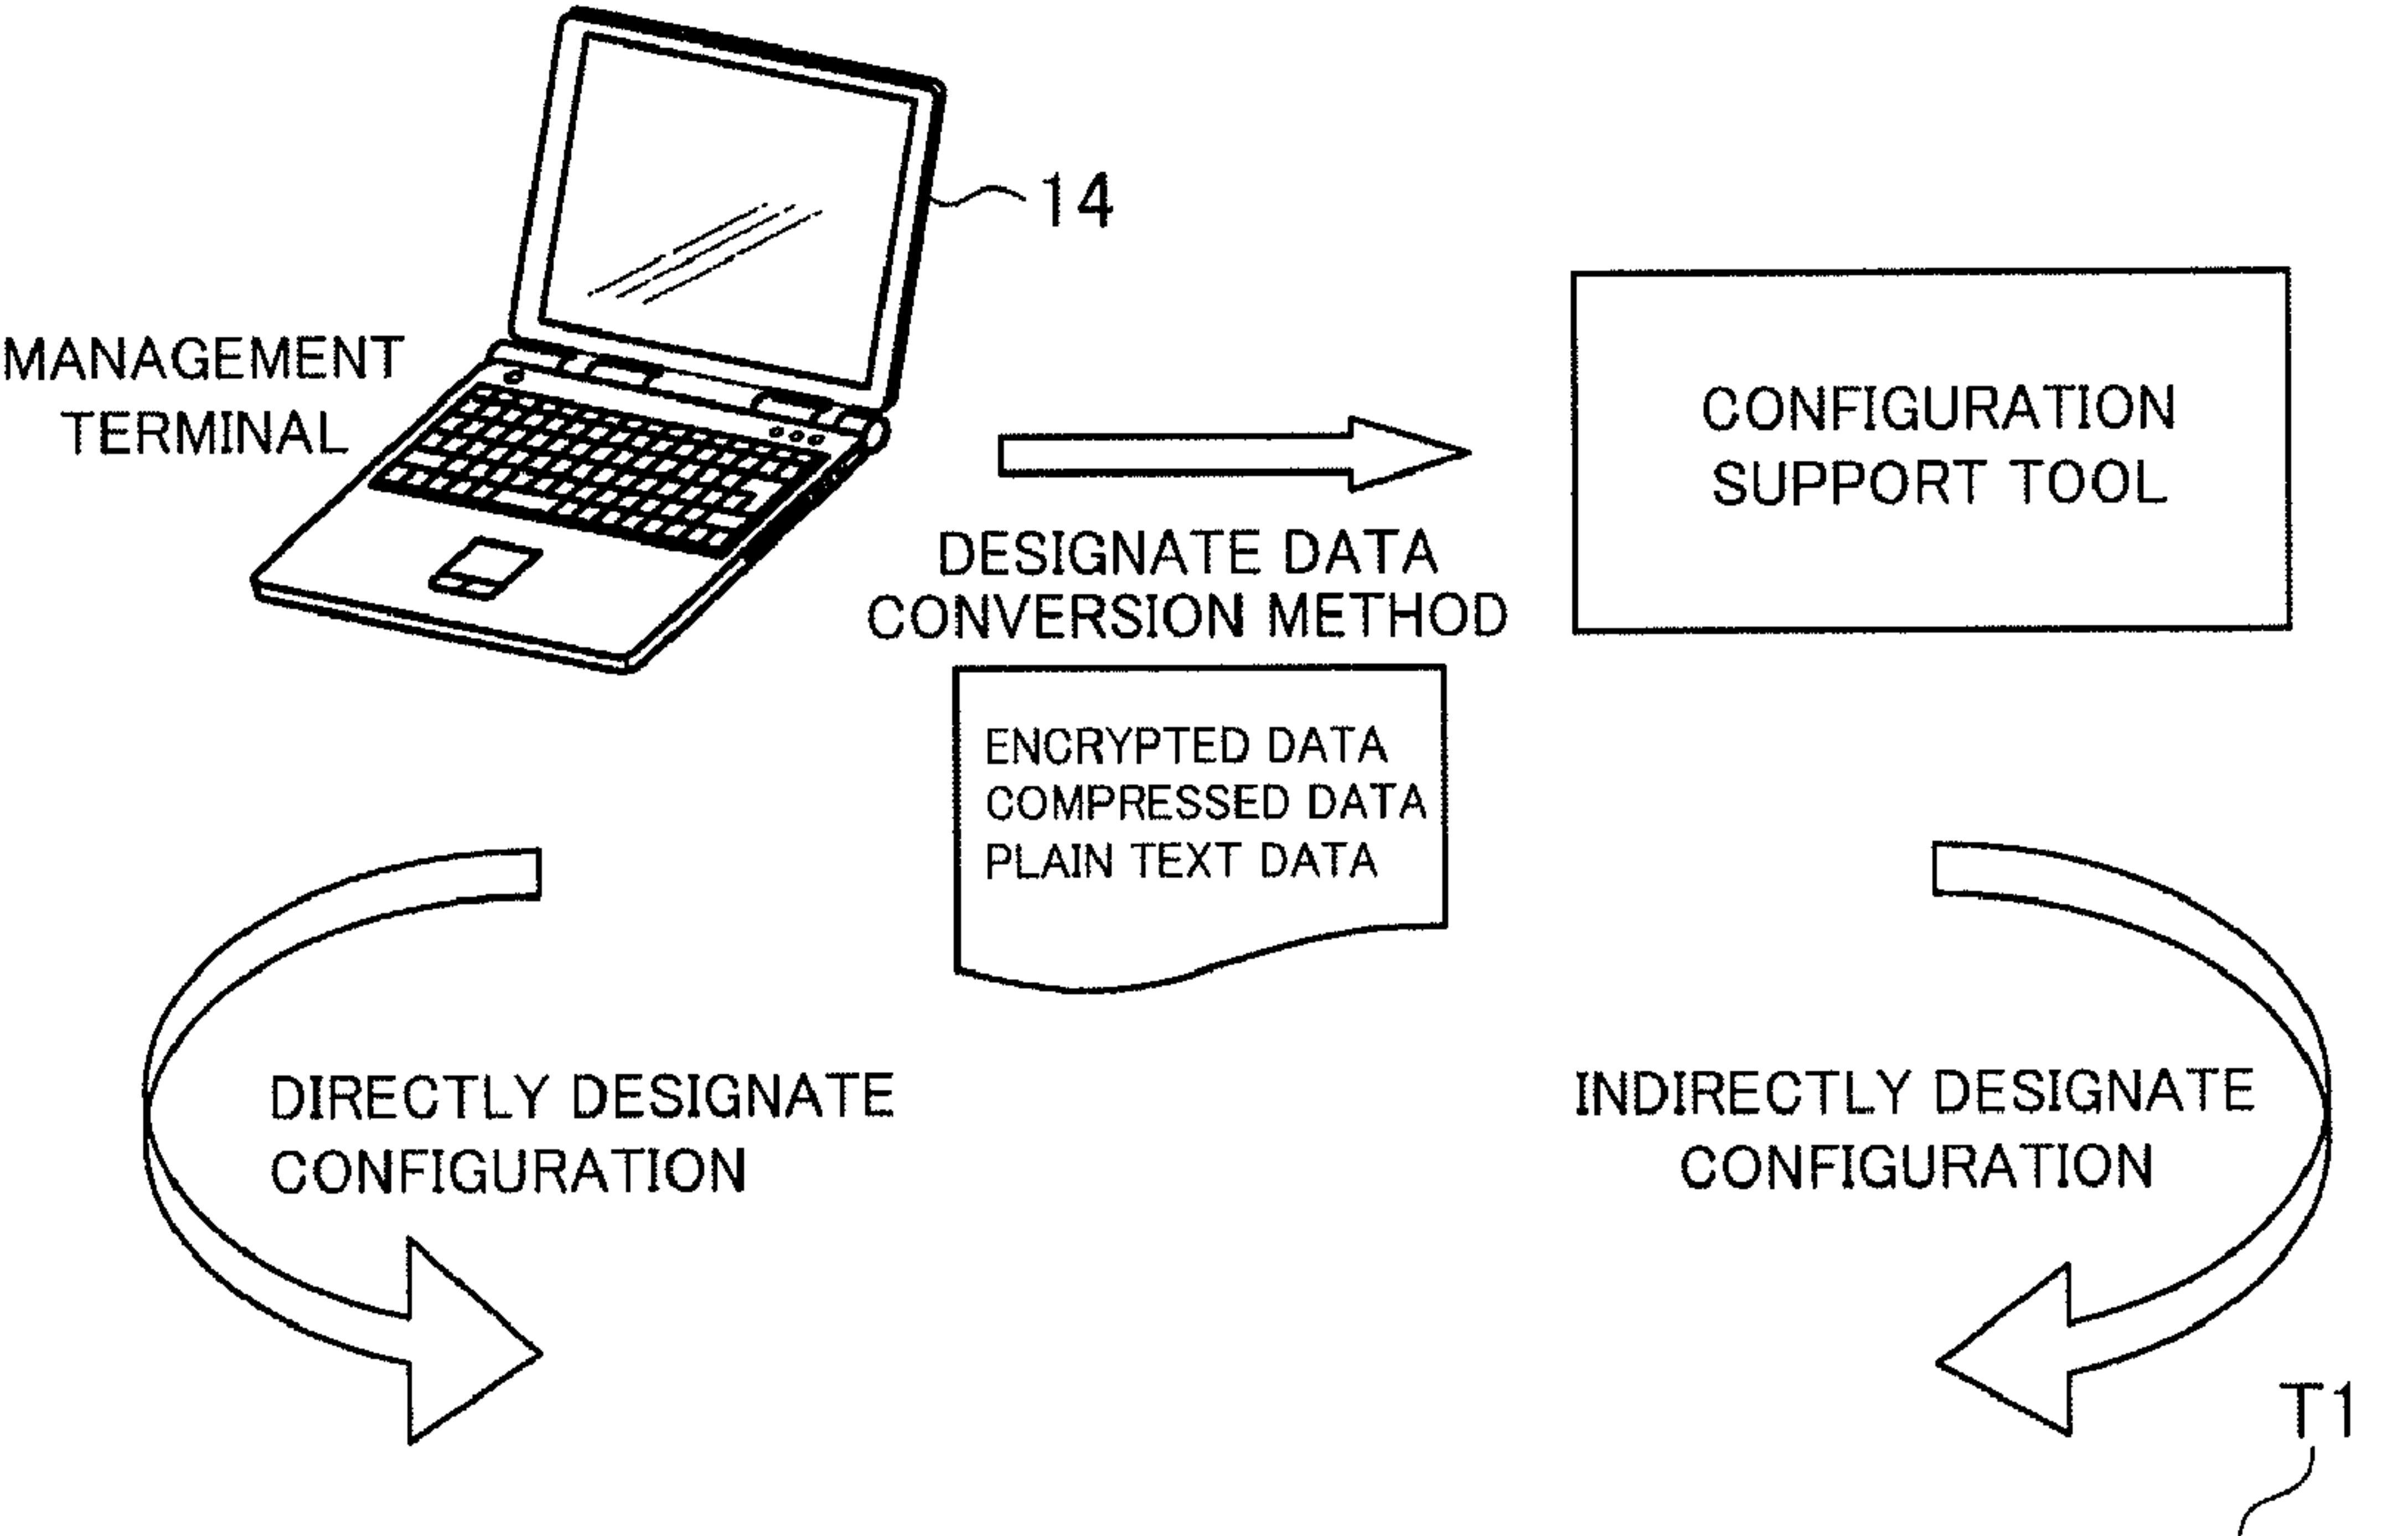 14
MANAGEMENT
TERMINAL
CONFIGURATION
SUPPORT TOOL
DESIGNATE DATA
CONVERSION METHOD
ENCRYPTED DATA
COMPRESSED DATA
PLAIN TEXT DATA
DIRECTLY DESIGNATE
CONFIGURATION
INDIRECTLY DESIGNATE
CONFIGURATION
T1